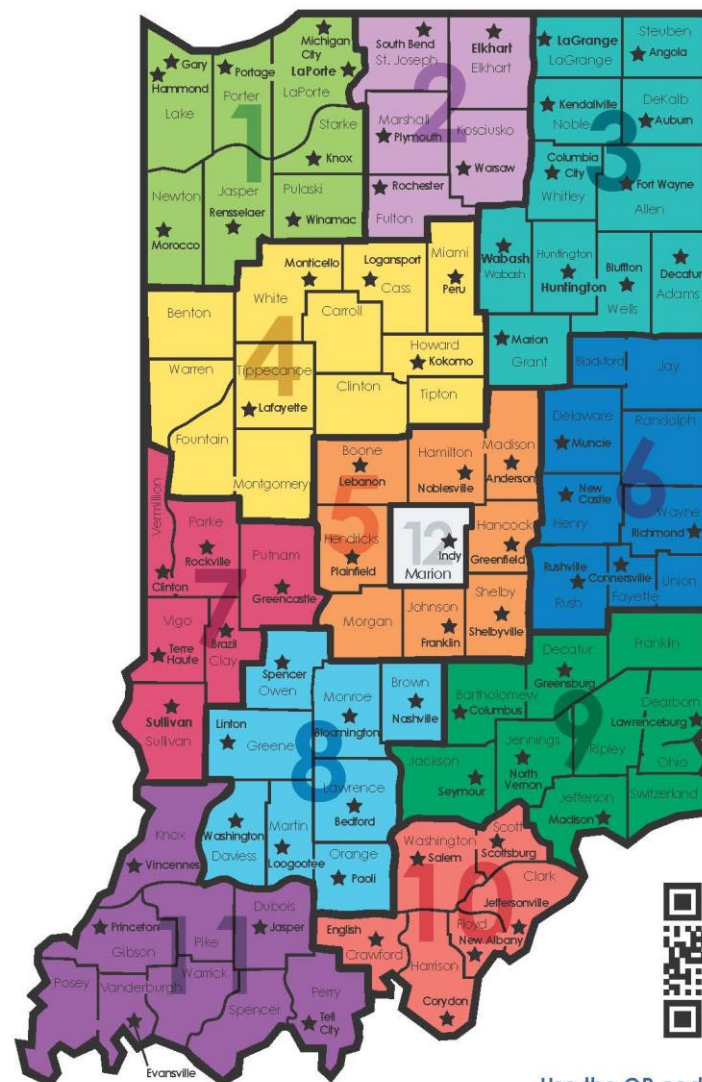 Michigan
City
Gary
Hammond
Lake
Portage
Porter
LaPorte
LaPorte
1
Starke
Knox
Newton
Morocco
Jasper
Rensselaer
Pulaski
Winamac
South Bend
St. Joseph
Elkhart
Elkhart
2
Marshall
Plymouth
Kosciusko
Warsaw
Rochester
Fulton
LaGrange
LaGrange
Steuben
Angola
Kendallville
Noble
DeKalb
Auburn
3
Columbia
City
Whitley
Fort Wayne
Allen
Wabash
Wabash
Huntington
Huntington
Bluffton
Wells
Decatur
Adams
Marion
Grant
Monticello
White
Logansport
Cass
Miami
Peru
Benton
Carroll
Howard
Kokomo
4
Warren
Tippecanoe
Lafayette
Clinton
Tipton
Fountain
Montgomery
Boone
Lebanon
Hamilton
Noblesville
Madison
Anderson
5
Hendricks
Plainfield
Hancock
Greenfield
Morgan
Johnson
Franklin
Shelby
Shelbyville
12
Indy
Marion
Blackford
Jay
Delaware
Muncie
Randolph
6
New
Castle
Henry
Wayne
Richmond
Rushville
Rush
Connersville
Fayette
Union
Vermillion
Clinton
Parke
Rockville
Putnam
Greencastle
7
Vigo
Terre
Haute
Brazil
Clay
Sullivan
Sullivan
Spencer
Owen
Monroe
Bloomington
Brown
Nashville
Linton
Greene
8
Lawrence
Bedford
Washington
Daviess
Martin
Loogootee
Orange
Paoli
Decatur
Greensburg
Franklin
Bartholomew
Columbus
Dearborn
Lawrenceburg
9
Jennings
North
Vernon
Ripley
Ohio
Jackson
Seymour
Jefferson
Madison
Switzerland
Washington
Salem
Scott
Scottsburg
10
Clark
Jeffersonville
Floyd
New Albany
English
Crawford
Harrison
Corydon
Knox
Vincennes
Princeton
Gibson
Pike
Dubois
Jasper
11
Posey
Vanderburgh
Warrick
Spencer
Perry
Tell
City
Evansville